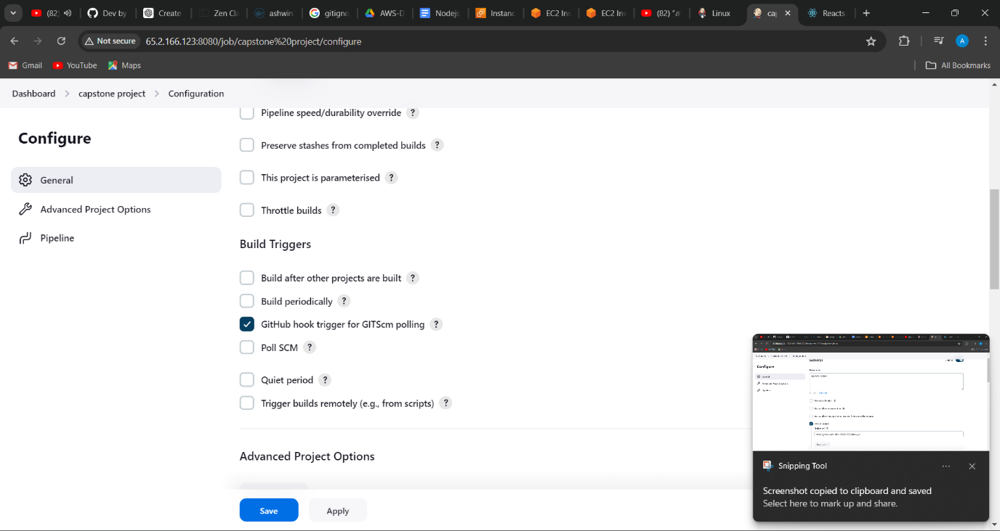 (82)
Dev by
Create
Zen Cla
ashwin
gitigno
AWS-D
Nodejs
Instanc
EC2 Ins
EC2 Ins
(82) "
Linux
cap
Reacts
Not secure
65.2.166.123:8080/job/capstone%20project/configure
A
Gmail
YouTube
Maps
All Bookmarks
Dashboard > capstone project > Configuration
Configure
General
Advanced Project Options
Pipeline
Pipeline speed/durability override ?
Preserve stashes from completed builds ?
This project is parameterised ?
Throttle builds ?
Build Triggers
Build after other projects are built ?
Build periodically ?
GitHub hook trigger for GITScm polling ?
Poll SCM ?
Quiet period ?
Trigger builds remotely (e.g., from scripts) ?
Advanced Project Options
Save
Apply
Configure
Snipping Tool
Screenshot copied to clipboard and saved
Select here to mark up and share.